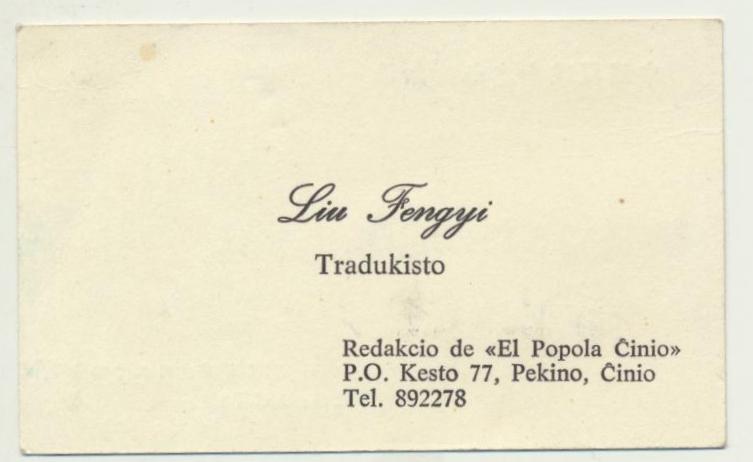 Liu Fengyi
Tradukisto
Redakcio de «El Popola Ĉinio»
P.O. Kesto 77, Pekino, Ĉinio
Tel. 892278